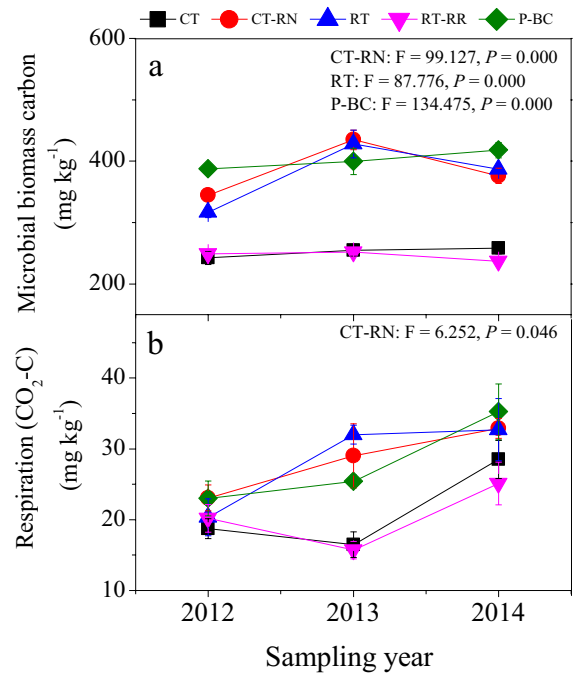 CT CT-RN RT RT-RR P-BC
600
a
CT-RN: F = 99.127, P = 0.000
RT: F = 87.776, P = 0.000
P-BC: F = 134.475, P = 0.000
400
200
Microbial biomass carbon
(mg kg⁻¹)
b
CT-RN: F = 6.252, P = 0.046
40
30
20
10
Respiration (CO₂-C)
(mg kg⁻¹)
2012 2013 2014
Sampling year